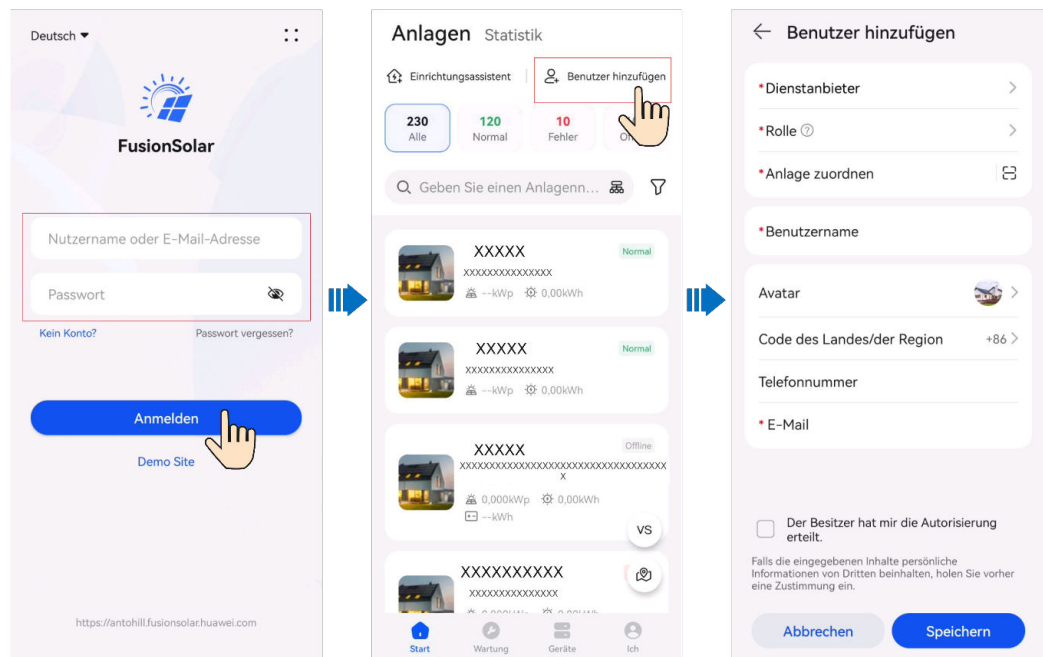 Deutsch
FusionSolar
Nutzername oder E-Mail-Adresse
Passwort
Kein Konto? Passwort vergessen?
Anmelden
Demo Site
https://antohill.fusionsolar.huawei.com
Anlagen Statistik
Einrichtungsassistent Benutzer hinzufügen
230 120 10
Alle Normal Fehler
Geben Sie einen Anlagenn...
XXXXX Normal
XXXXXXXXXXXXXXX
--kWp 0,00kWh
XXXXX Normal
XXXXXXXXXXXXXXX
--kWp 0,00kWh
XXXXX Offline
XXXXXXXXXXXXXXXXXXXXXXXXXXXXXXXXXXX
X
0,000kWp 0,00kWh
--kWh
VS
XXXXXXXXXX
XXXXXXXXXXXXXXX
Start Wartung Geräte Ich
Benutzer hinzufügen
*Dienstanbieter
*Rolle
*Anlage zuordnen
*Benutzername
Avatar
Code des Landes/der Region +86
Telefonnummer
* E-Mail
Der Besitzer hat mir die Autorisierung
erteilt.
Falls die eingegebenen Inhalte persönliche
Informationen von Dritten beinhalten, holen Sie vorher
eine Zustimmung ein.
Abbrechen Speichern